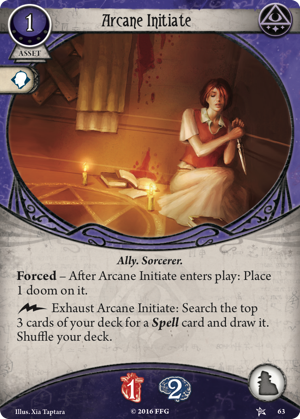 Arcane Initiate
1
ASSET
Ally. Sorcerer.
Forced – After Arcane Initiate enters play: Place
1 doom on it.
Exhaust Arcane Initiate: Search the top
3 cards of your deck for a Spell card and draw it.
Shuffle your deck.
1
2
Illus. Xia Taptara
© 2016 FFG
63